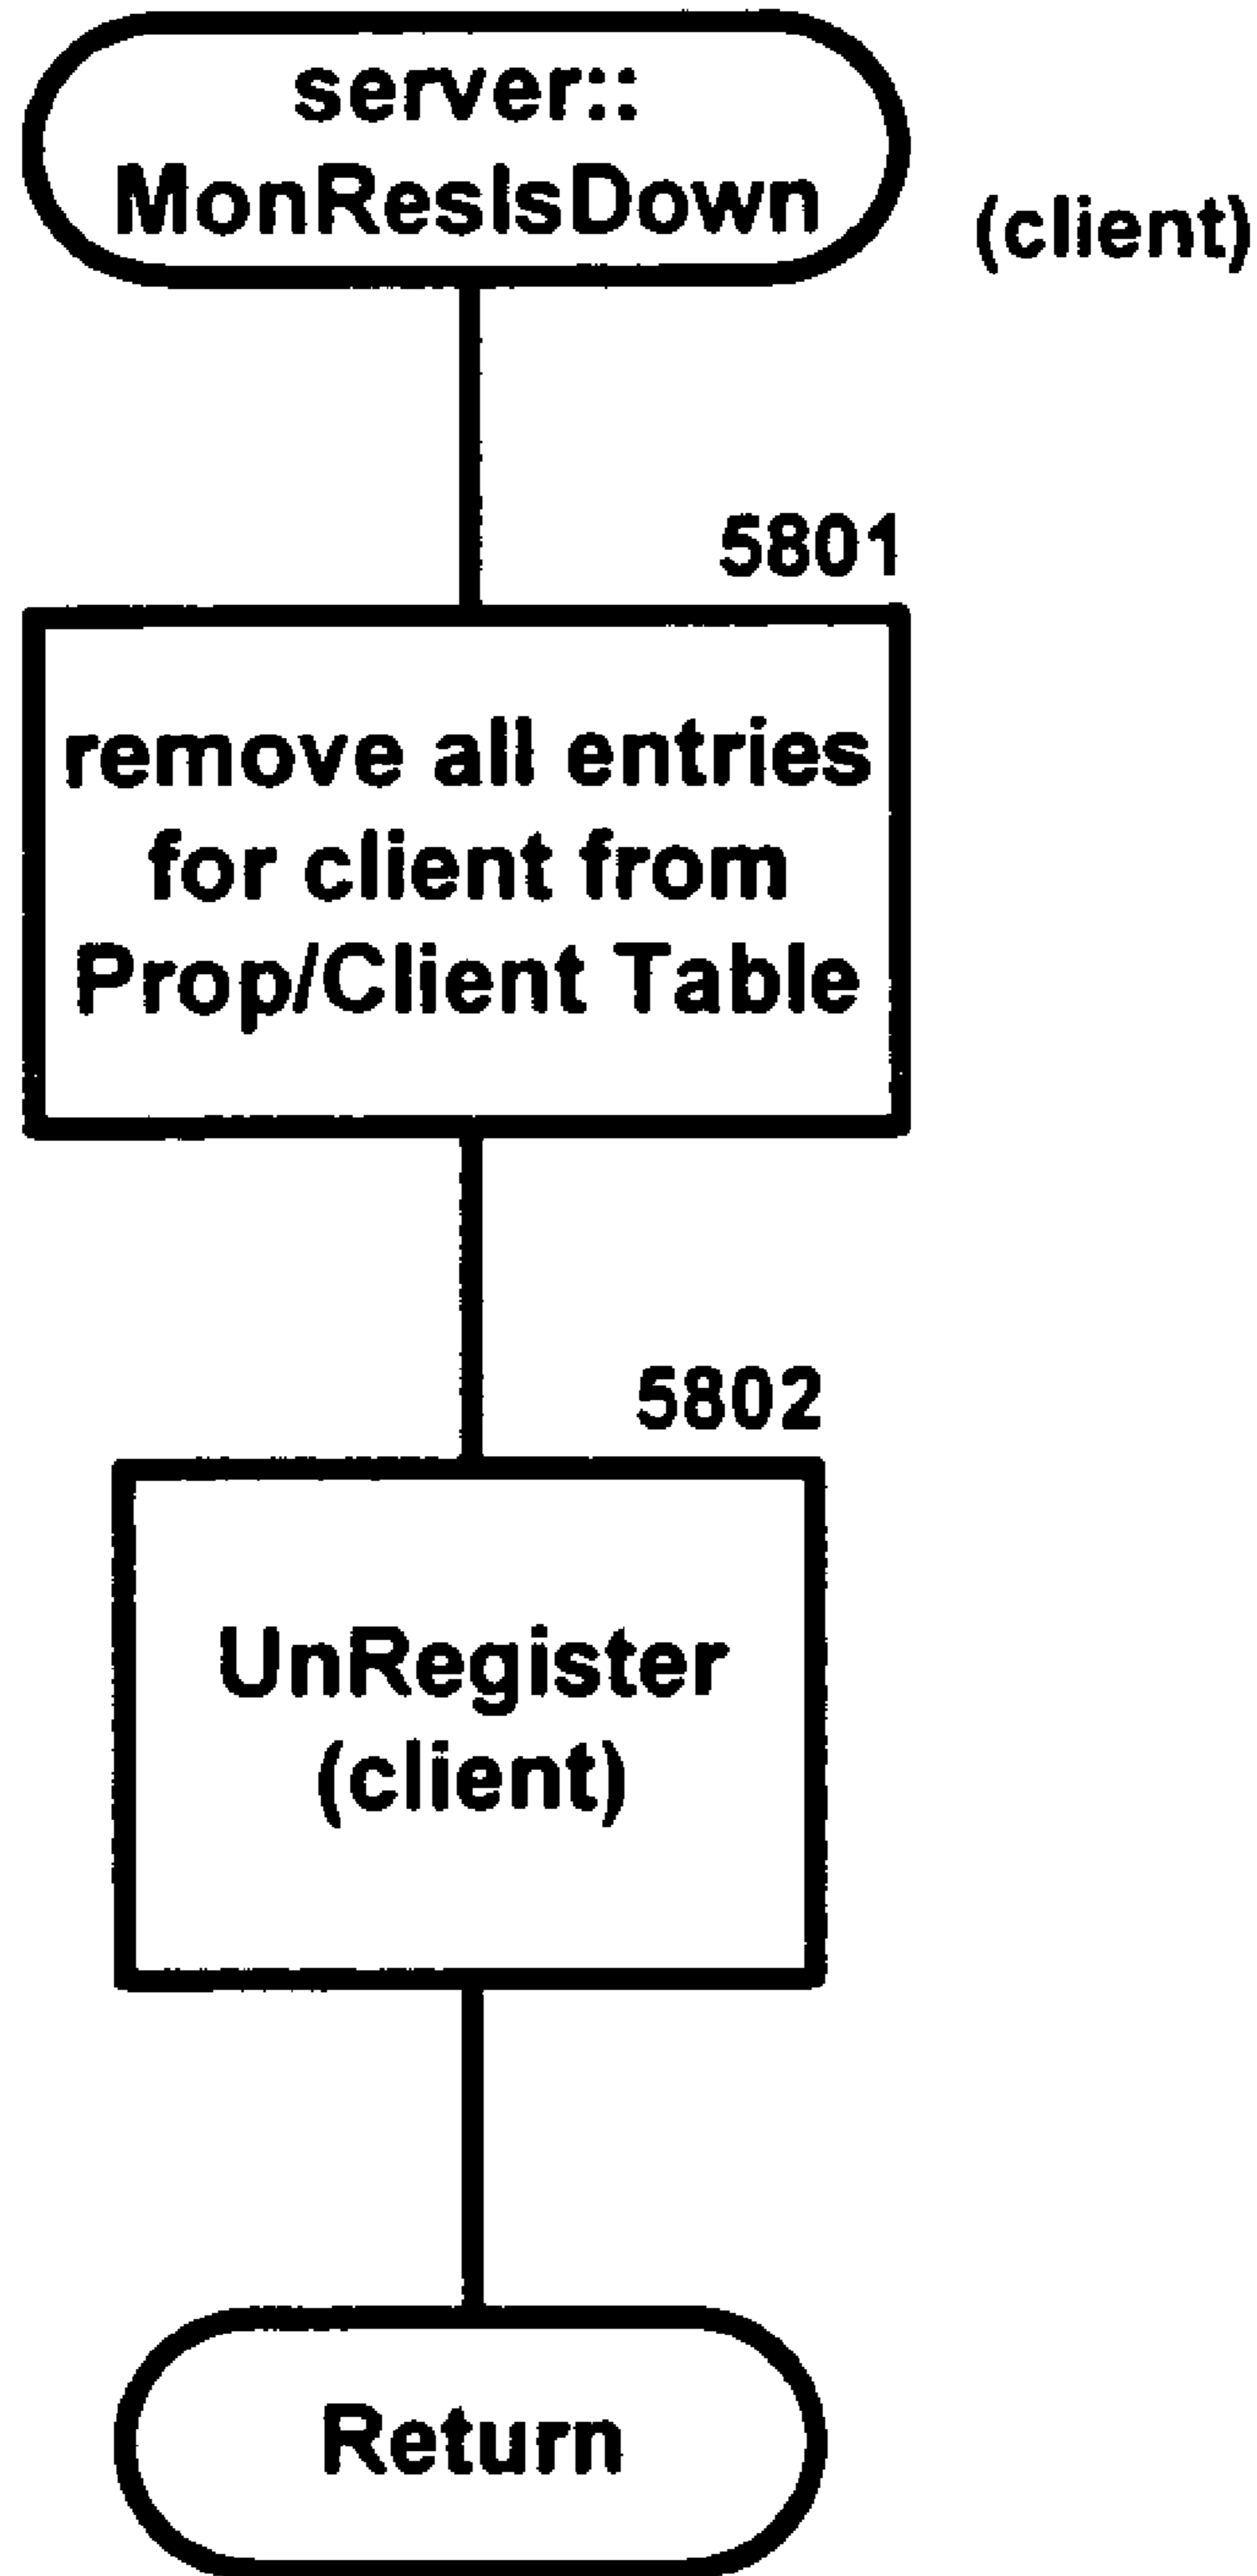 server::
MonResIsDown
(client)
5801
remove all entries
for client from
Prop/Client Table
5802
UnRegister
(client)
Return